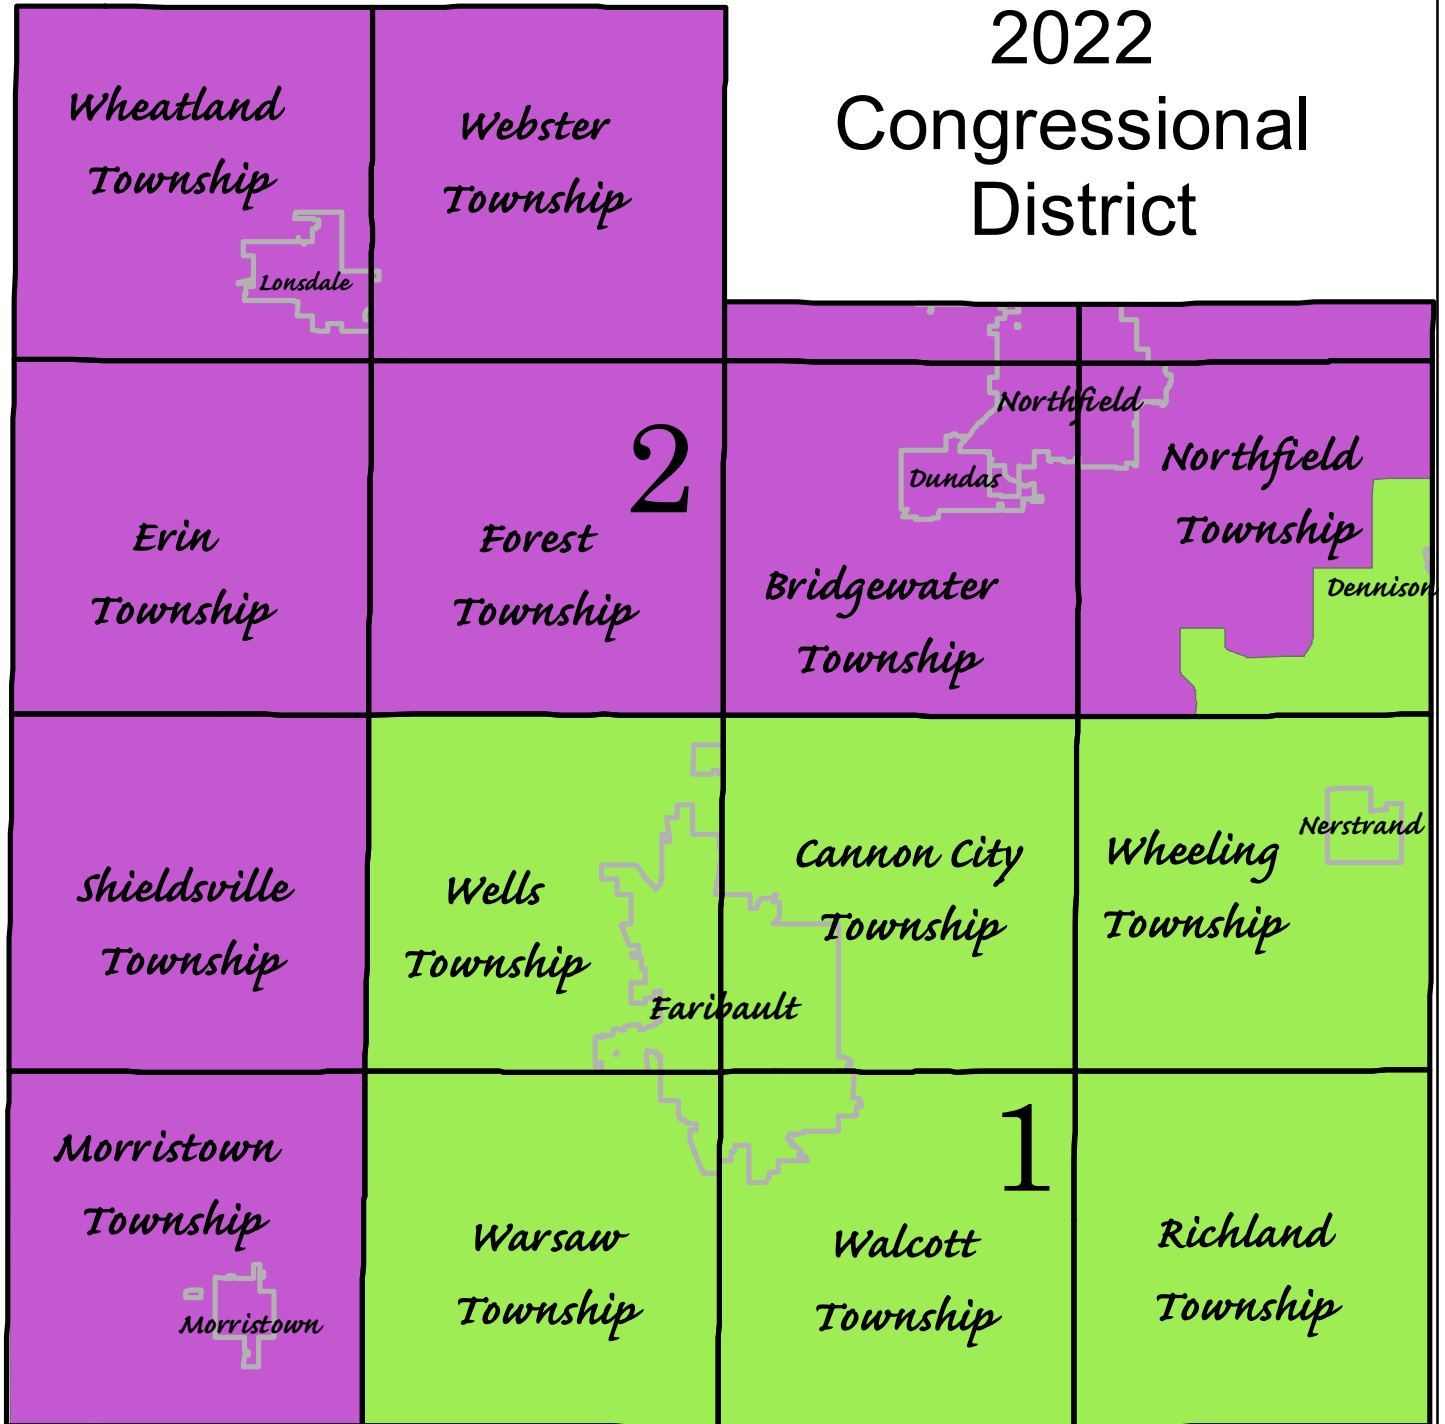 2022
Congressional
District
Wheatland
Township
Webster
Township
Lonsdale
Northfield
Dundas
Northfield
Township
2
Erin
Township
Forest
Township
Bridgewater
Township
Dennison
Shieldsville
Township
Wells
Township
Cannon City
Township
Wheeling
Township
Nerstrand
Faribault
Morristown
Township
Morristown
Warsaw
Township
1
Walcott
Township
Richland
Township